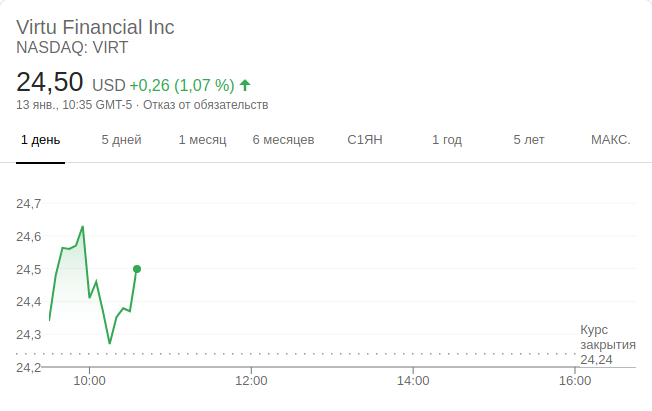 Virtu Financial Inc
NASDAQ: VIRT
24,50 USD +0,26 (1,07 %) ↑
13 янв., 10:35 GMT-5 · Отказ от обязательств
1 день 5 дней 1 месяц 6 месяцев С1ЯН 1 год 5 лет МАКС.
24,7
24,6
24,5
24,4
24,3
24,2
Курс
закрытия
24,24
10:00 12:00 14:00 16:00